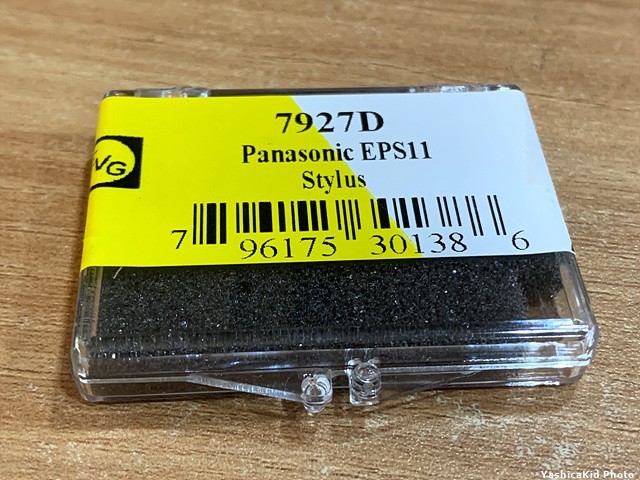 7927D
Panasonic EPS11
VG
Stylus
7 96175 30138 6
YashicaKid Photo